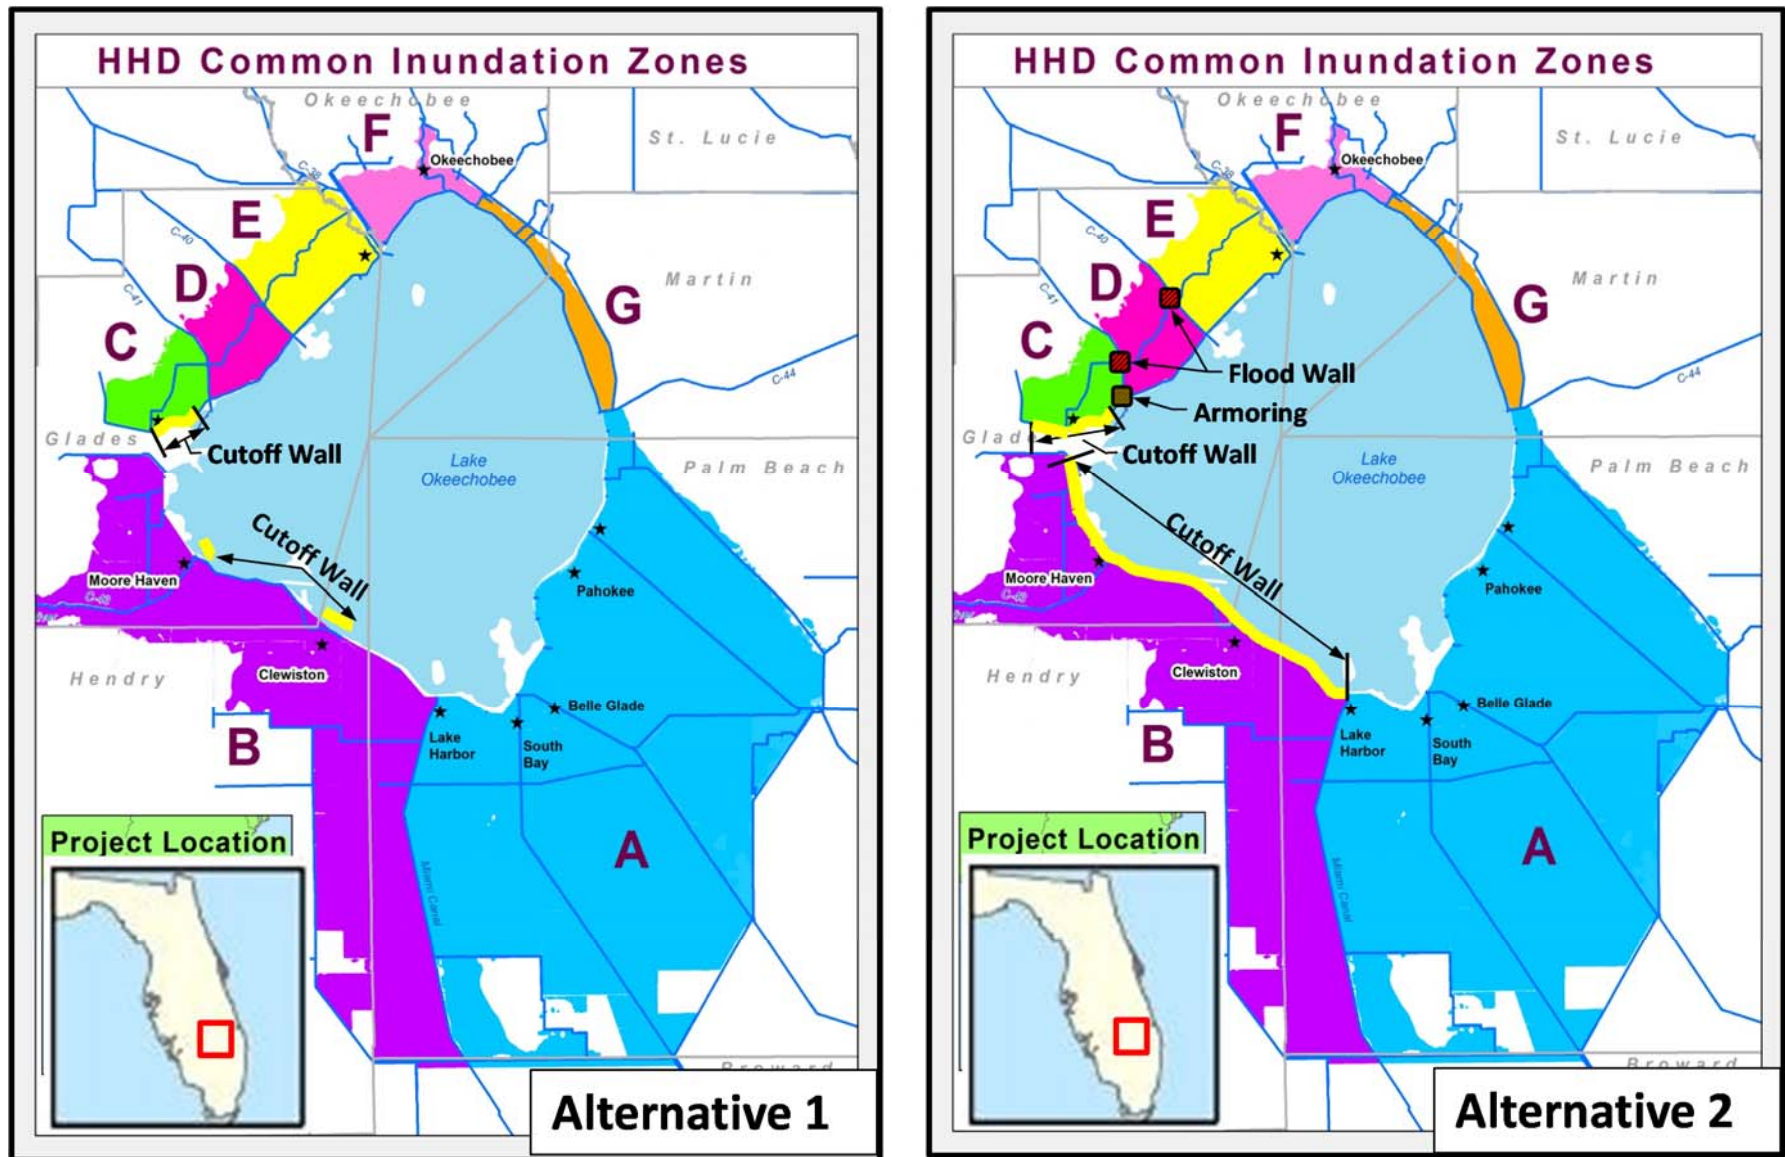 HHD Common Inundation Zones
Okeechobee
F
St. Lucie
Okeechobee
C-38
E
C-40
D
Martin
C-41
G
C
C-44
Glades
Cutoff Wall
Lake
Okeechobee
Palm Beach
Cutoff Wall
Moore Haven
C-43
Pahokee
Hendry
Clewiston
Belle Glade
B
Lake
Harbor
South
Bay
Project Location
A
Miami Canal
Broward
Alternative 1
HHD Common Inundation Zones
Okeechobee
F
St. Lucie
Okeechobee
C-38
E
C-40
D
Martin
C-41
G
C
Flood Wall
C-44
Armoring
Glade
Cutoff Wall
Lake
Okeechobee
Palm Beach
Cutoff Wall
Moore Haven
C-43
Pahokee
Hendry
Clewiston
Belle Glade
B
Lake
Harbor
South
Bay
Project Location
A
Miami Canal
Broward
Alternative 2